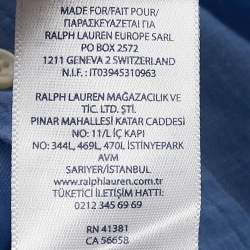 MADE FOR/FAIT POUR/
ΠΑΡΑΣΚΕΥΑΖΕΤΑΙ ΓΙΑ
RALPH LAUREN EUROPE SARL
PO BOX 2572
1211 GENEVA 2 SWITZERLAND
N.I.F.: IT03945310963
RALPH LAUREN MAĞAZACILIK VE
TİC. LTD. ŞTİ.
PINAR MAHALLESİ KATAR CADDESİ
NO: 11/L İÇ KAPI
NO: 344L, 469L, 470L İSTİNYEPARK
AVM
SARIYER/İSTANBUL
www.ralphlauren.com.tr
TÜKETİCİ İLETİŞİM HATTI:
0212 345 69 69
RN 41381
CA 56658